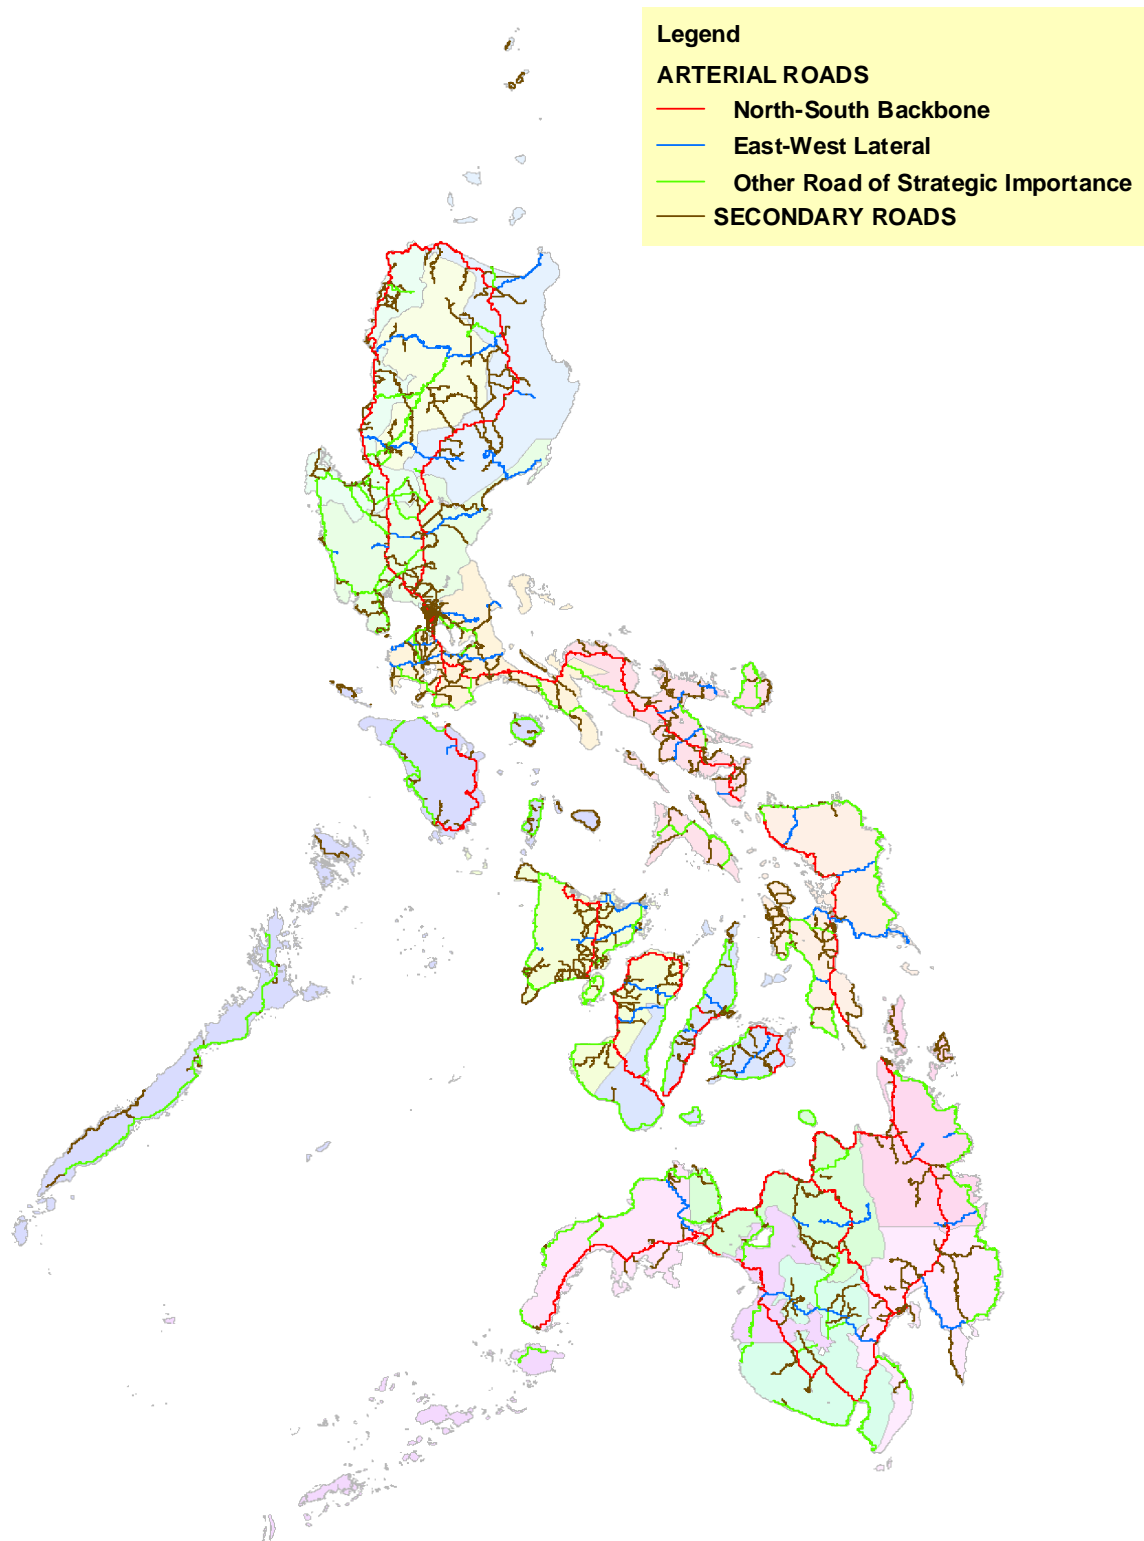 Legend
ARTERIAL ROADS
North-South Backbone
East-West Lateral
Other Road of Strategic Importance
SECONDARY ROADS